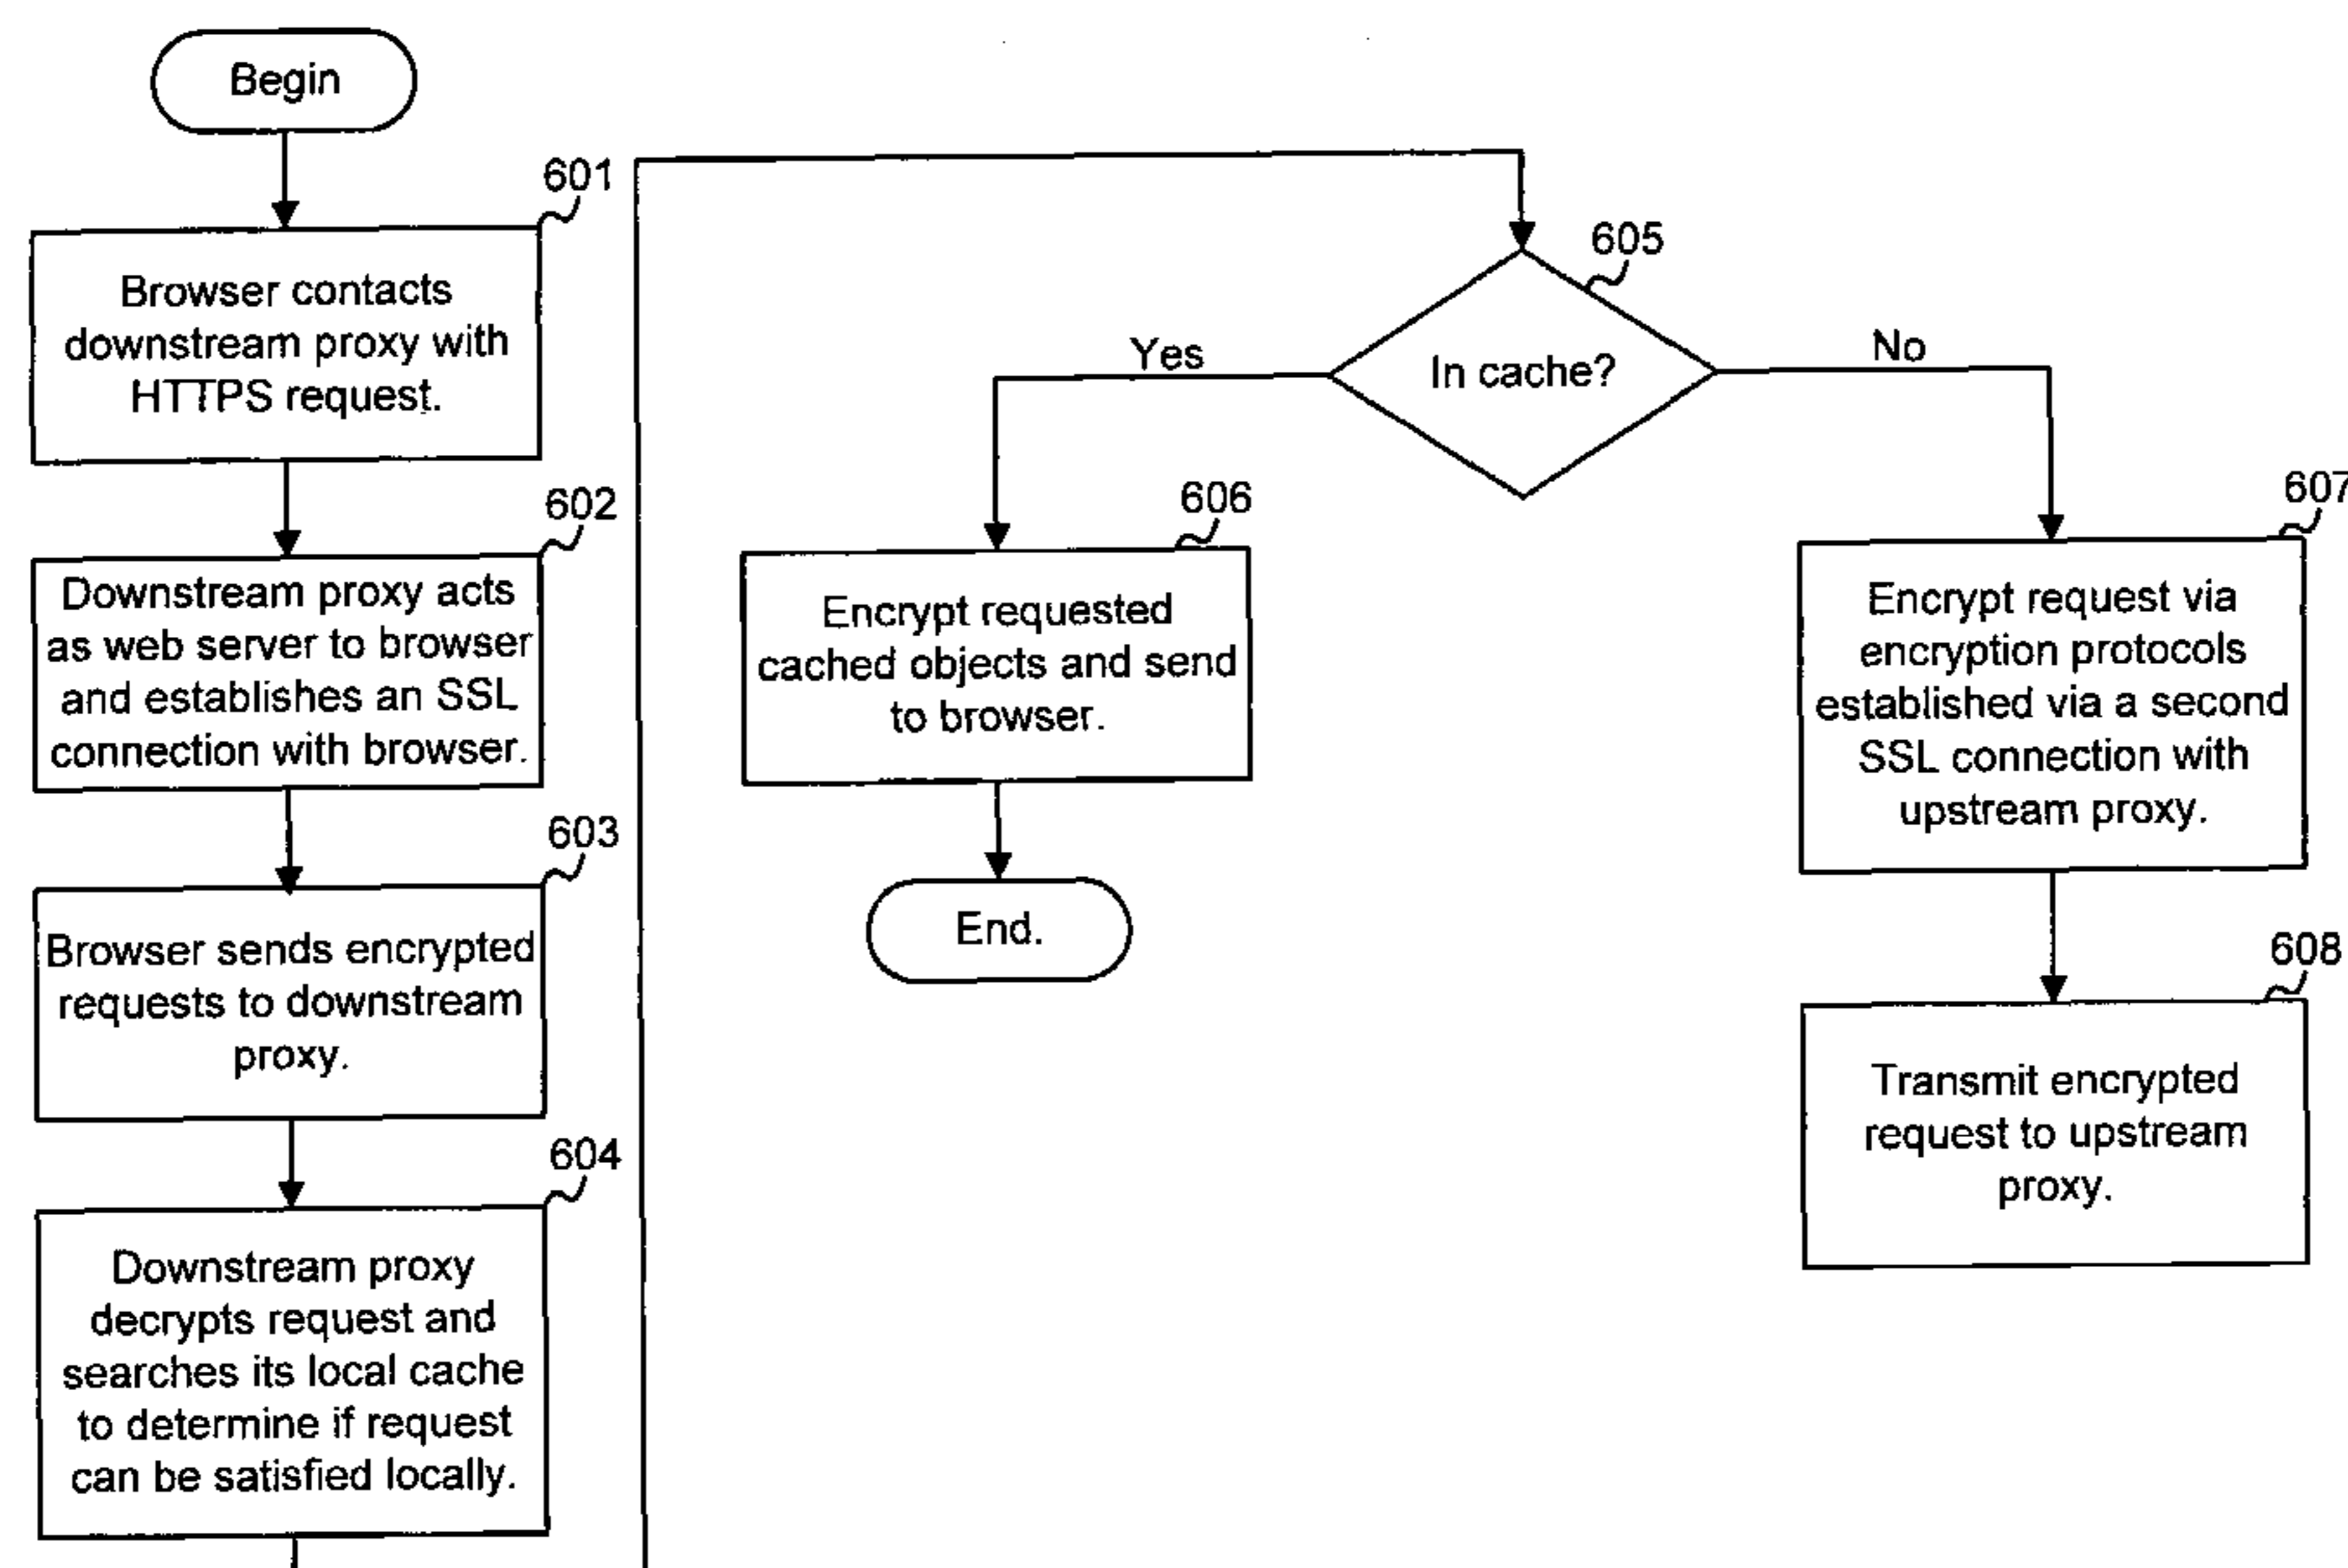 Begin
601
Browser contacts
downstream proxy with
HTTPS request.
602
Downstream proxy acts
as web server to browser
and establishes an SSL
connection with browser.
603
Browser sends encrypted
requests to downstream
proxy.
604
Downstream proxy
decrypts request and
searches its local cache
to determine if request
can be satisfied locally.
605
In cache?
Yes
No
606
Encrypt requested
cached objects and send
to browser.
End.
607
Encrypt request via
encryption protocols
established via a second
SSL connection with
upstream proxy.
608
Transmit encrypted
request to upstream
proxy.